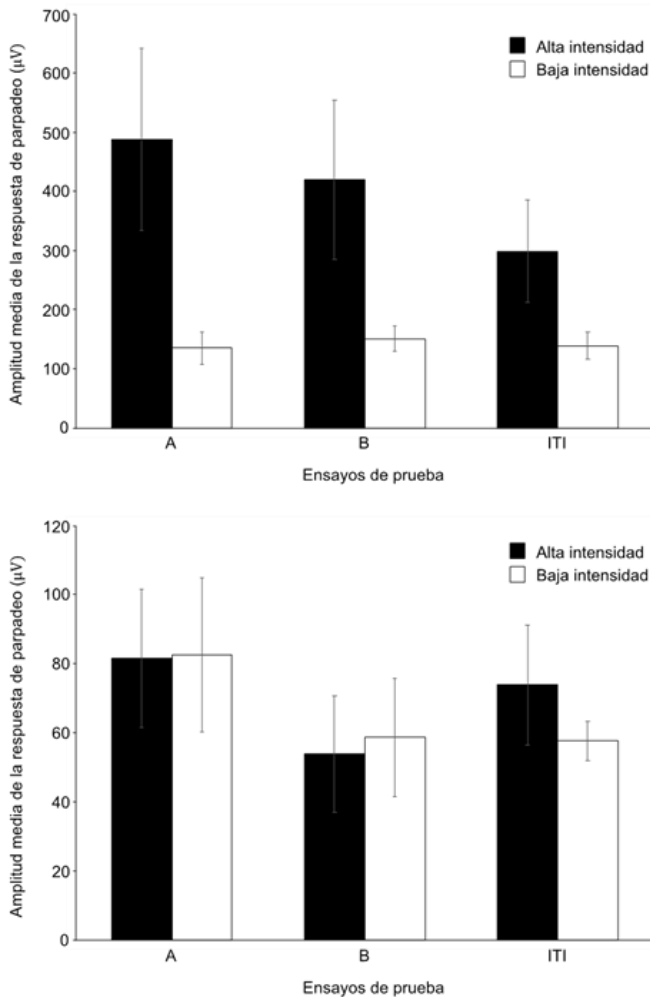 700
600
500
400
300
200
100
0
Amplitud media de la respuesta de parpadeo (µV)
Alta intensidad
Baja intensidad
A B ITI
Ensayos de prueba
120
100
80
60
40
20
0
Amplitud media de la respuesta de parpadeo (µV)
Alta intensidad
Baja intensidad
A B ITI
Ensayos de prueba